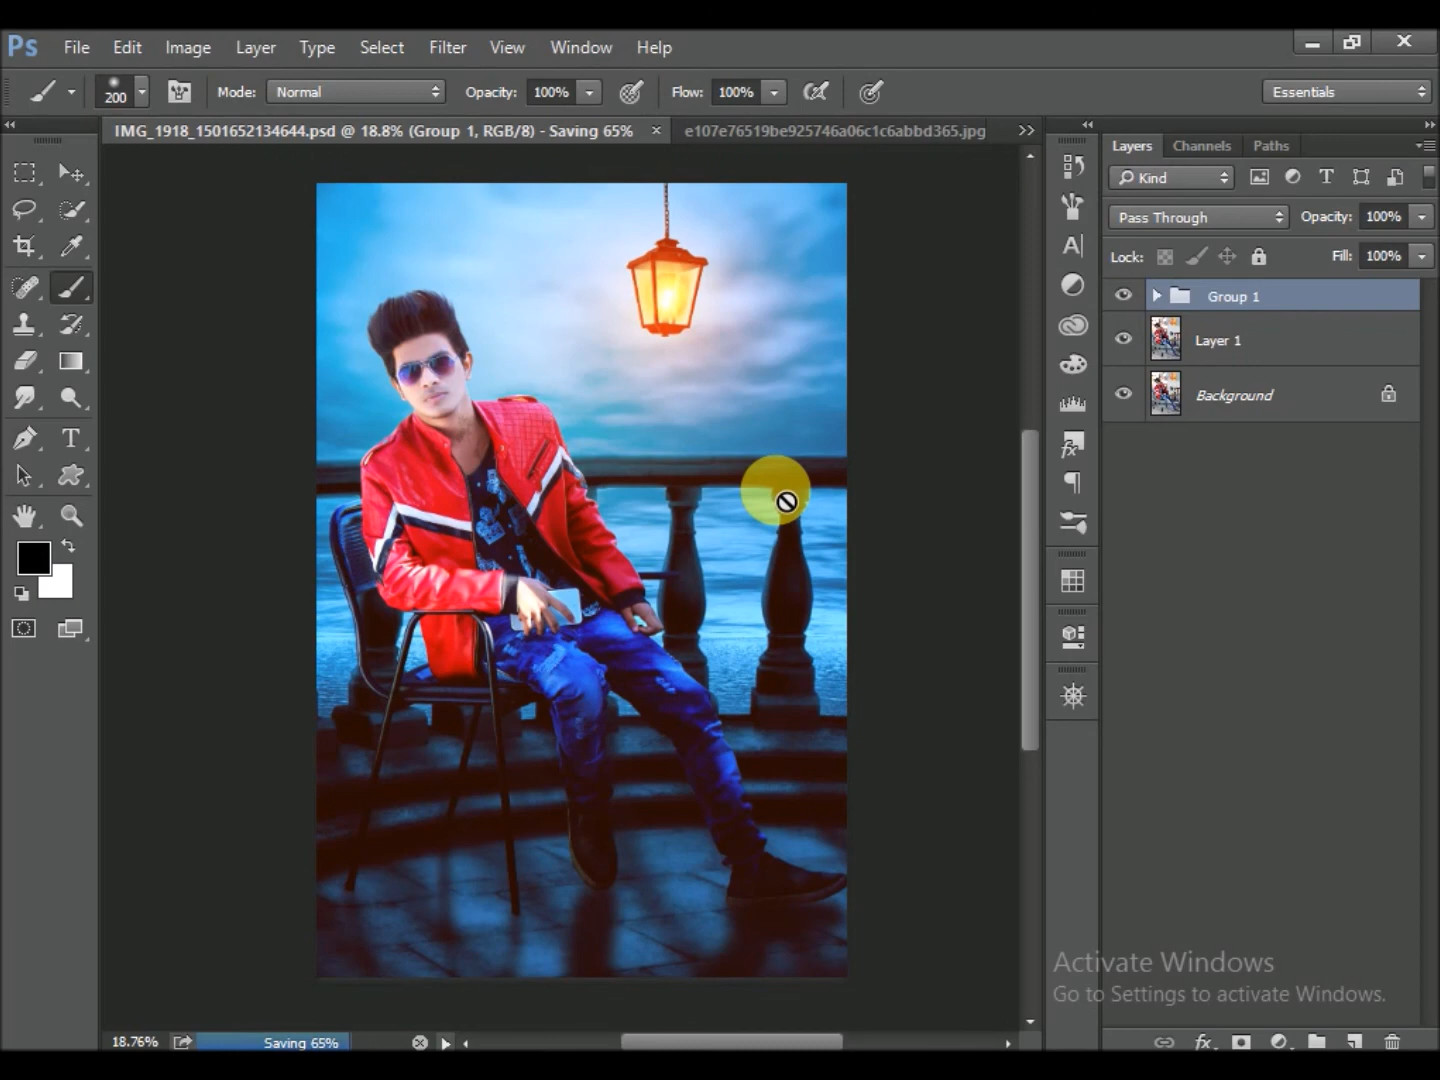 Ps File Edit Image Layer Type Select Filter View Window Help
200 Mode: Normal Opacity: 100% Flow: 100% Essentials
IMG_1918_1501652134644.psd @ 18.8% (Group 1, RGB/8) - Saving 65% × e107e76519be925746a06c1c6abbd365.jpg
Layers Channels Paths
Kind
Pass Through Opacity: 100%
Lock: Fill: 100%
Group 1
Layer 1
Background
Activate Windows
Go to Settings to activate Windows.
18.76% Saving 65%